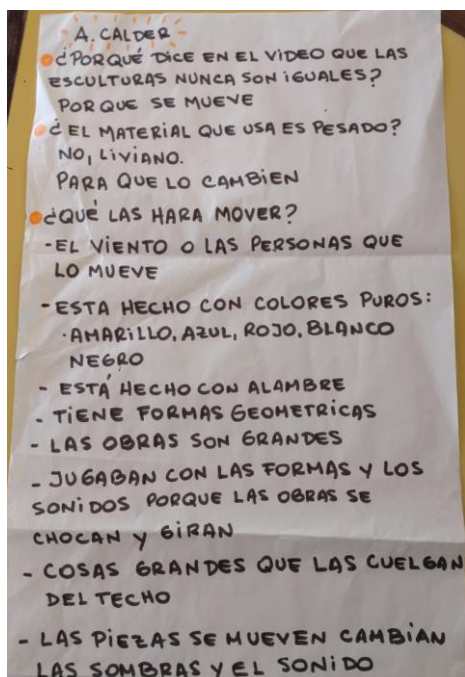 A. CALDER
¿PORQUÉ DICE EN EL VIDEO QUE LAS
ESCULTURAS NUNCA SON IGUALES?
PORQUE SE MUEVE
¿EL MATERIAL QUE USA ES PESADO?
NO, LIVIANO.
PARA QUE LO CAMBIEN
¿QUÉ LAS HARA MOVER?
-EL VIENTO O LAS PERSONAS QUE
LO MUEVE
-ESTA HECHO CON COLORES PUROS:
·AMARILLO, AZUL, ROJO, BLANCO
NEGRO
- ESTÁ HECHO CON ALAMBRE
- TIENE FORMAS GEOMETRICAS
- LAS OBRAS SON GRANDES
- JUGABAN CON LAS FORMAS Y LOS
SONIDOS PORQUE LAS OBRAS SE
CHOCAN Y GIRAN
- COSAS GRANDES QUE LAS CUELGAN
DEL TECHO
- LAS PIEZAS SE MUEVEN CAMBIAN
LAS SOMBRAS Y EL SONIDO